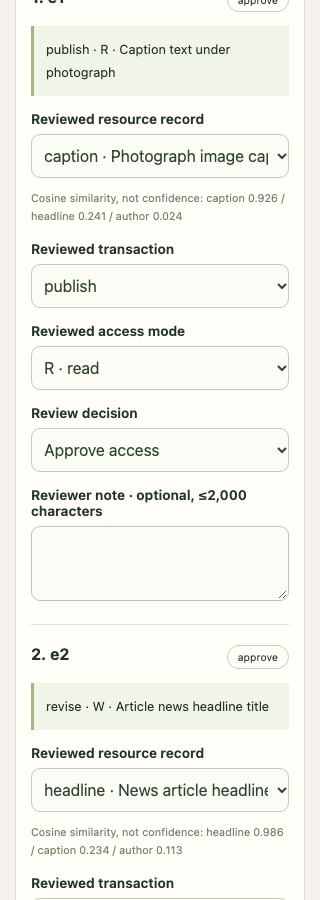 1. e1
approve
publish · R · Caption text under
photograph
Reviewed resource record
caption · Photograph image cap
Cosine similarity, not confidence: caption 0.926 /
headline 0.241 / author 0.024
Reviewed transaction
publish
Reviewed access mode
R · read
Review decision
Approve access
Reviewer note · optional, ≤2,000
characters
2. e2
approve
revise · W · Article news headline title
Reviewed resource record
headline · News article headline
Cosine similarity, not confidence: headline 0.986
/ caption 0.234 / author 0.113
Reviewed transaction